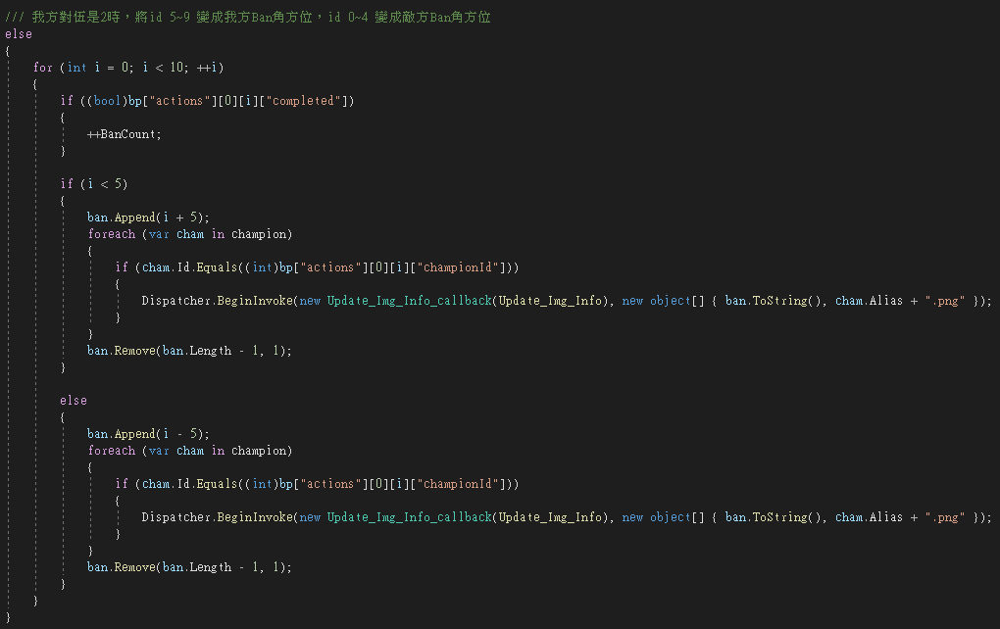 /// 我方對伍是2時，將id 5~9 變成我方Ban角方位，id 0~4 變成敵方Ban角方位
else
{
for (int i = 0; i < 10; ++i)
{
if ((bool)bp["actions"][0][i]["completed"])
{
++BanCount;
}
if (i < 5)
{
ban.Append(i + 5);
foreach (var cham in champion)
{
if (cham.Id.Equals((int)bp["actions"][0][i]["championId"]))
{
Dispatcher.BeginInvoke(new Update_Img_Info_callback(Update_Img_Info), new object[] { ban.ToString(), cham.Alias + ".png" });
}
}
ban.Remove(ban.Length - 1, 1);
}
else
{
ban.Append(i - 5);
foreach (var cham in champion)
{
if (cham.Id.Equals((int)bp["actions"][0][i]["championId"]))
{
Dispatcher.BeginInvoke(new Update_Img_Info_callback(Update_Img_Info), new object[] { ban.ToString(), cham.Alias + ".png" });
}
}
ban.Remove(ban.Length - 1, 1);
}
}
}